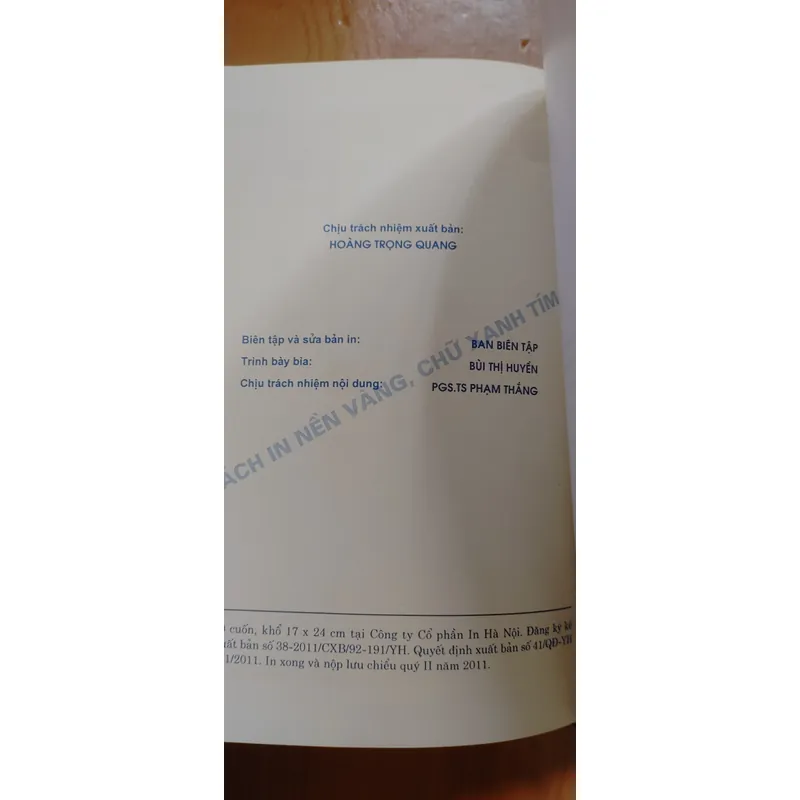 Chịu trách nhiệm xuất bản:
HOÀNG TRỌNG QUANG
Biên tập và sửa bản in:
BAN BIÊN TẬP
Trình bày bìa:
BÙI THỊ HUYỀN
Chịu trách nhiệm nội dung:
PGS.TS PHẠM THẮNG
ÁCH IN NỀN VÀNG, CHỮ XANH TÍM
cuốn, khổ 17 x 24 cm tại Công ty Cổ phần In Hà Nội. Đăng ký
uất bản số 38-2011/CXB/92-191/YH. Quyết định xuất bản số 41/QĐ-YH
1/2011. In xong và nộp lưu chiểu quý II năm 2011.